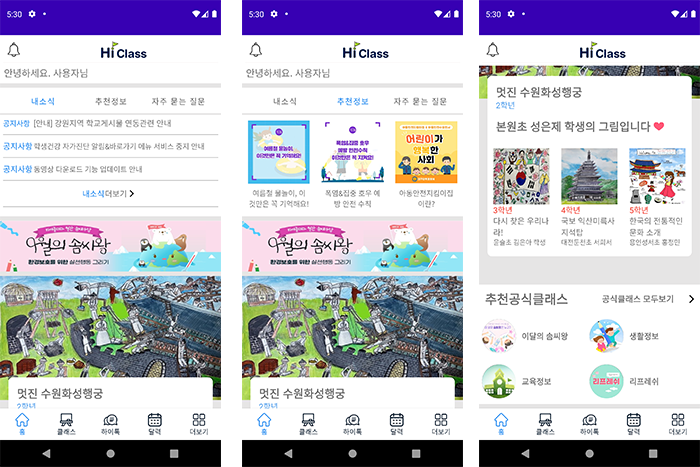 5:30
Hi Class
안녕하세요. 사용자님
내소식 추천정보 자주 묻는 질문
공지사항 [안내] 강원지역 학교게시물 연동관련 안내
공지사항 학생건강 자가진단 알림&바로가기 메뉴 서비스 중지 안내
공지사항 동영상 다운로드 기능 업데이트 안내
내소식더보기
환경보호를 위한 실천행동 그리기
멋진 수원화성행궁
2학년
홈 클래스 하이톡 달력 더보기
5:30
Hi Class
안녕하세요. 사용자님
내소식 추천정보 자주 묻는 질문
여름철 물놀이,
이것만은 꼭 기억해요!
폭염&집중 호우
예방 안전수칙
이것만은 꼭 지켜요!
어린이가
행복한
사회
여름철 물놀이, 이
것만은 꼭 기억해요!
폭염&집중 호우 예
방 안전 수칙
아동안전지킴이집
이란?
환경보호를 위한 실천행동 그리기
멋진 수원화성행궁
2학년
홈 클래스 하이톡 달력 더보기
5:30
Hi Class
멋진 수원화성행궁
2학년
본원초 성은제 학생의 그림입니다
3학년
다시 찾은 우리나
라!
윤슬초 김은아 학생
4학년
국보 익산미륵사
지석탑
대전둔천초 서희서
5학년
한국의 전통적인
문화 소개
용인성서초 홍정민
추천공식클래스 공식클래스 모두보기
이달의 솜씨왕
생활정보
교육정보
리프레쉬
리프레쉬
홈 클래스 하이톡 달력 더보기